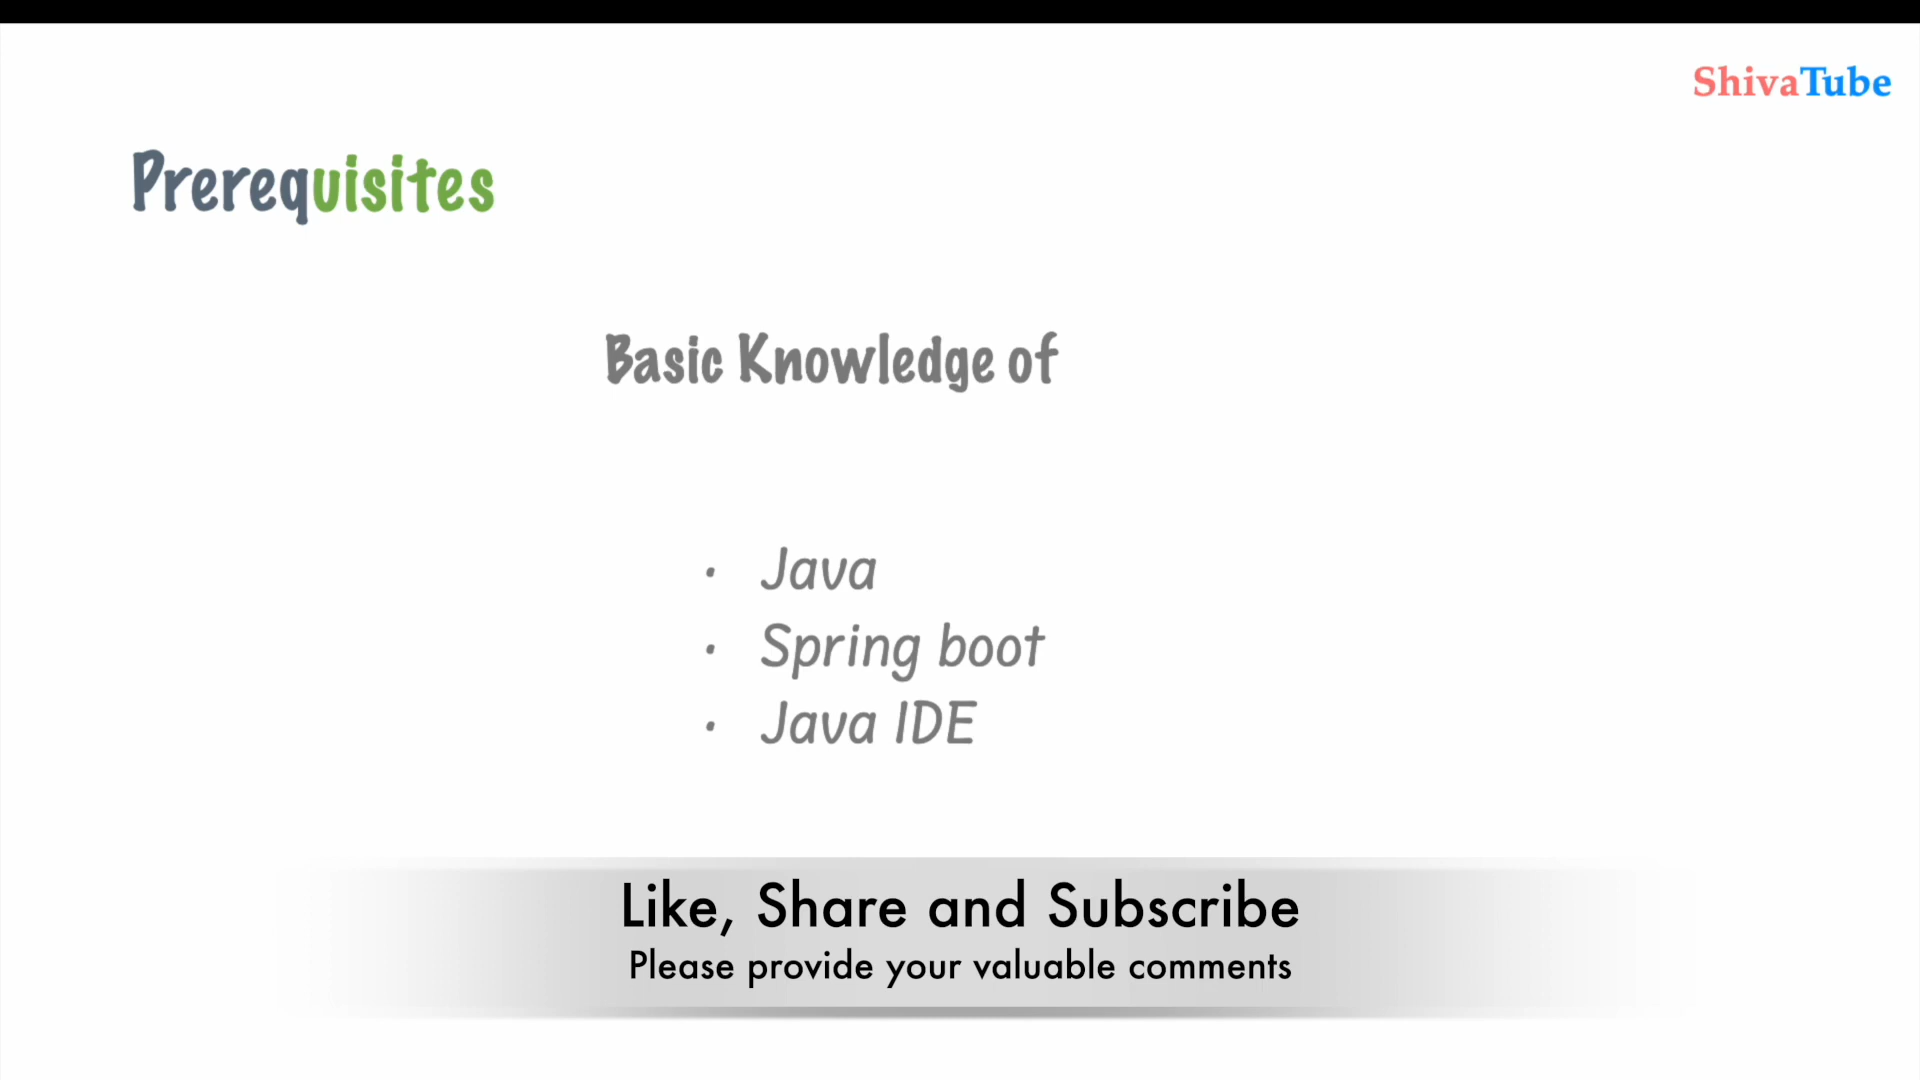 ShivaTube
Prerequisites
Basic Knowledge of
· Java
· Spring boot
· Java IDE
Like, Share and Subscribe
Please provide your valuable comments